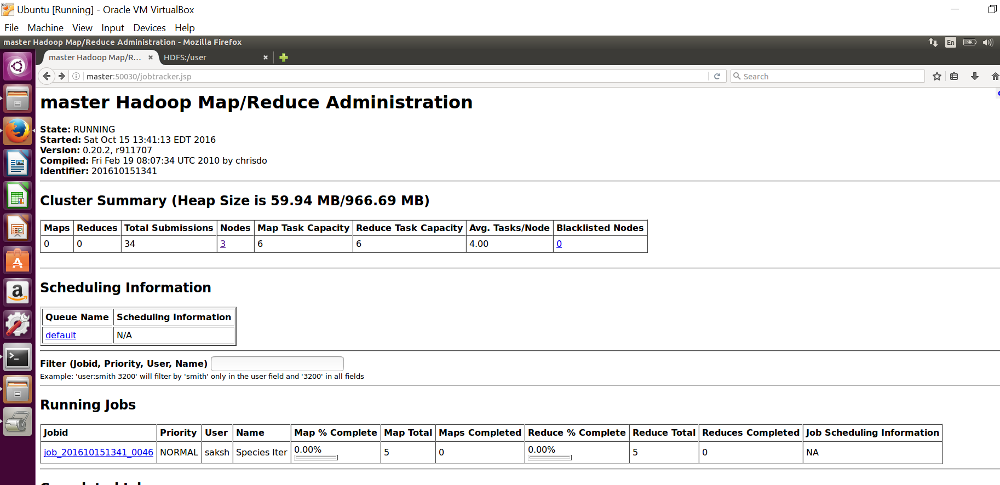 Ubuntu [Running] - Oracle VM VirtualBox
File Machine View Input Devices Help
master Hadoop Map/Reduce Administration - Mozilla Firefox
En
master Hadoop Map/R... HDFS:/user
master:50030/jobtracker.jsp
Search
master Hadoop Map/Reduce Administration
State: RUNNING
Started: Sat Oct 15 13:41:13 EDT 2016
Version: 0.20.2, r911707
Compiled: Fri Feb 19 08:07:34 UTC 2010 by chrisdo
Identifier: 201610151341
Cluster Summary (Heap Size is 59.94 MB/966.69 MB)
Maps Reduces Total Submissions Nodes Map Task Capacity Reduce Task Capacity Avg. Tasks/Node Blacklisted Nodes
0 0 34 3 6 6 4.00 0
Scheduling Information
Queue Name Scheduling Information
default N/A
Filter (Jobid, Priority, User, Name)
Example: 'user:smith 3200' will filter by 'smith' only in the user field and '3200' in all fields
Running Jobs
Jobid Priority User Name Map % Complete Map Total Maps Completed Reduce % Complete Reduce Total Reduces Completed Job Scheduling Information
job_201610151341_0046 NORMAL saksh Species Iter 0.00% 5 0 0.00% 5 0 NA